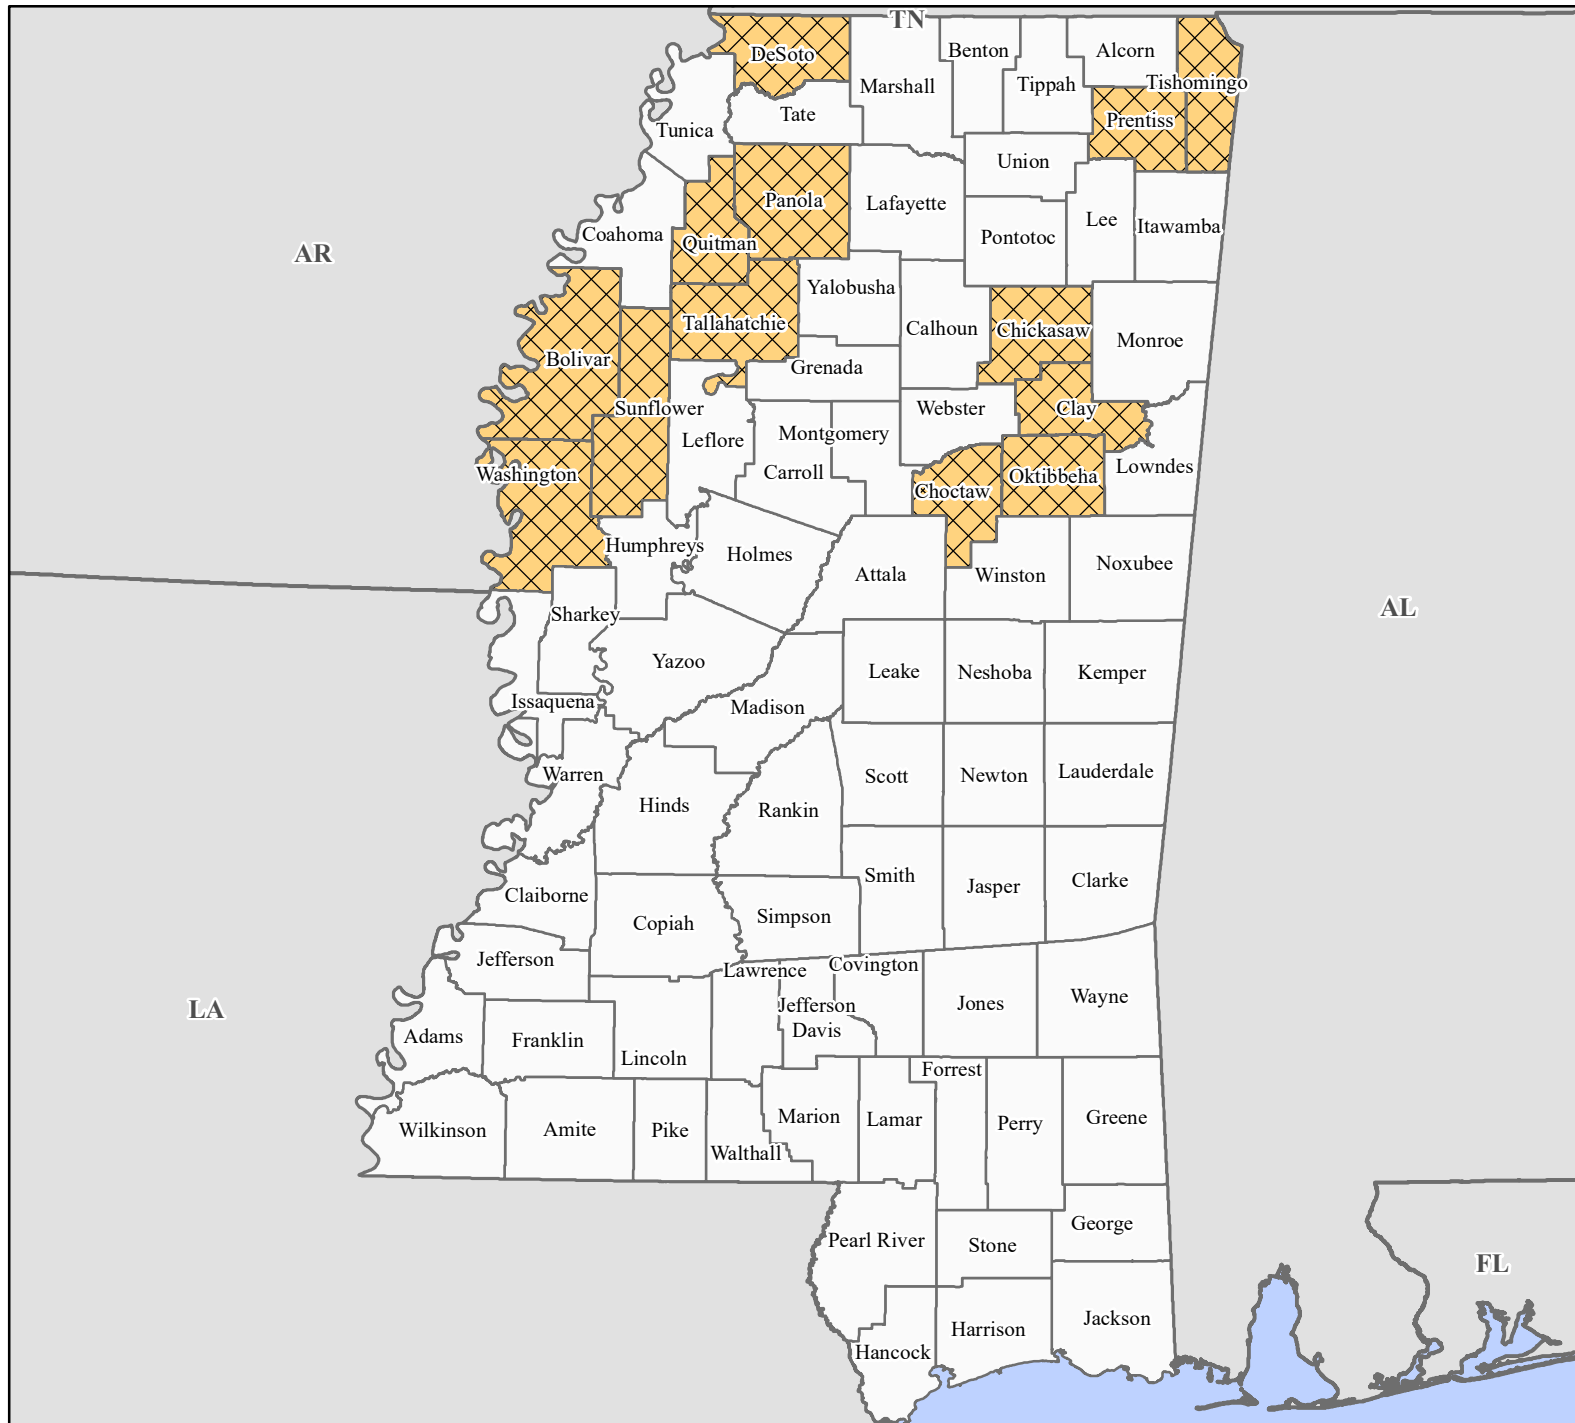 TN
DeSoto
Benton
Alcorn
Marshall
Tippah
Tishomingo
Tate
Prentiss
Tunica
Union
Panola
Lafayette
Lee
Itawamba
Coahoma
Quitman
Pontotoc
AR
Yalobusha
Tallahatchie
Calhoun
Chickasaw
Monroe
Bolivar
Grenada
Sunflower
Webster
Clay
Leflore
Montgomery
Carroll
Lowndes
Washington
Choctaw
Oktibbeha
Humphreys
Holmes
Attala
Winston
Noxubee
Sharkey
AL
Yazoo
Leake
Neshoba
Kemper
Issaquena
Madison
Warren
Scott
Newton
Lauderdale
Hinds
Rankin
Smith
Jasper
Clarke
Claiborne
Copiah
Simpson
Jefferson
Lawrence
Covington
LA
Jefferson
Davis
Jones
Wayne
Adams
Franklin
Lincoln
Forrest
Wilkinson
Amite
Pike
Walthall
Marion
Lamar
Perry
Greene
Pearl River
Stone
George
FL
Harrison
Jackson
Hancock